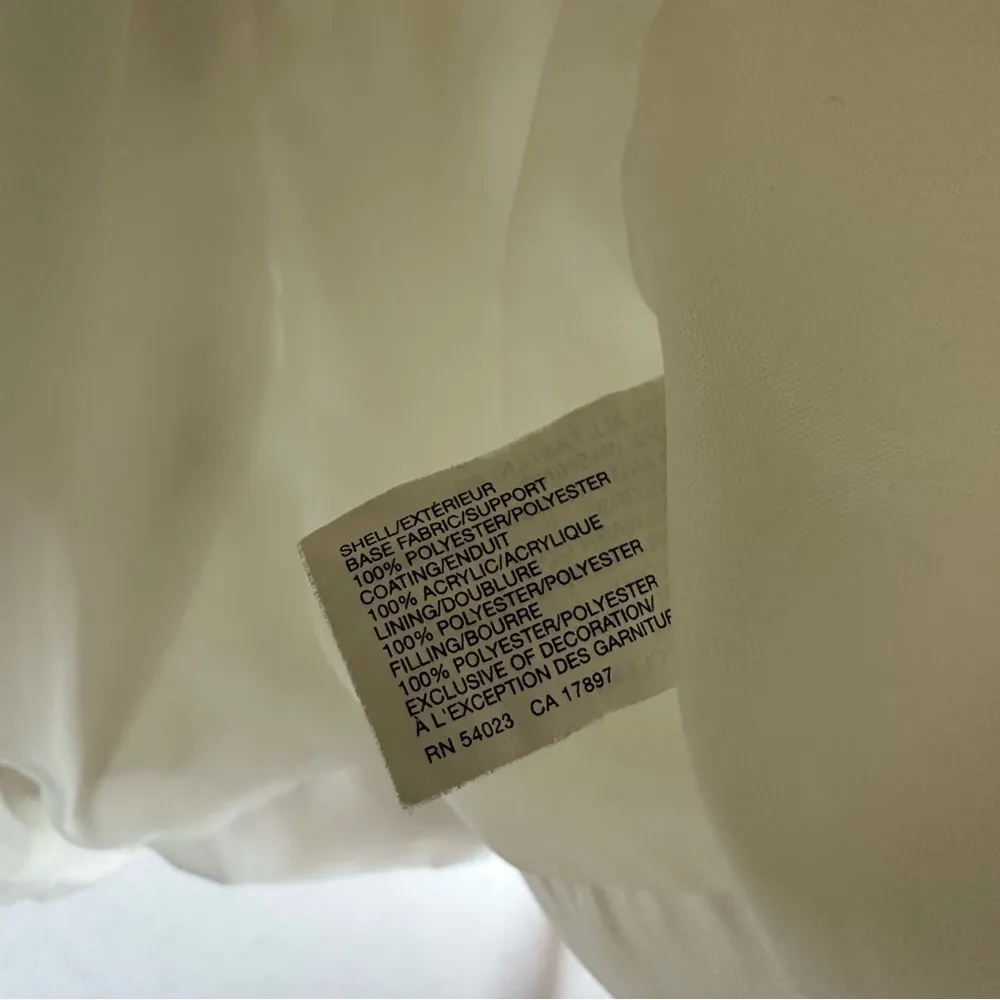 SHELL/EXTÉRIEUR
BASE FABRIC/SUPPORT
100% POLYESTER/POLYESTER
COATING/ENDUIT
100% ACRYLIC/ACRYLIQUE
LINING/DOUBLURE
100% POLYESTER/POLYESTER
FILLING/BOURRE
100% POLYESTER/POLYESTER
EXCLUSIVE OF DECORATION/
À L'EXCEPTION DES
RN 54023 CA 17897